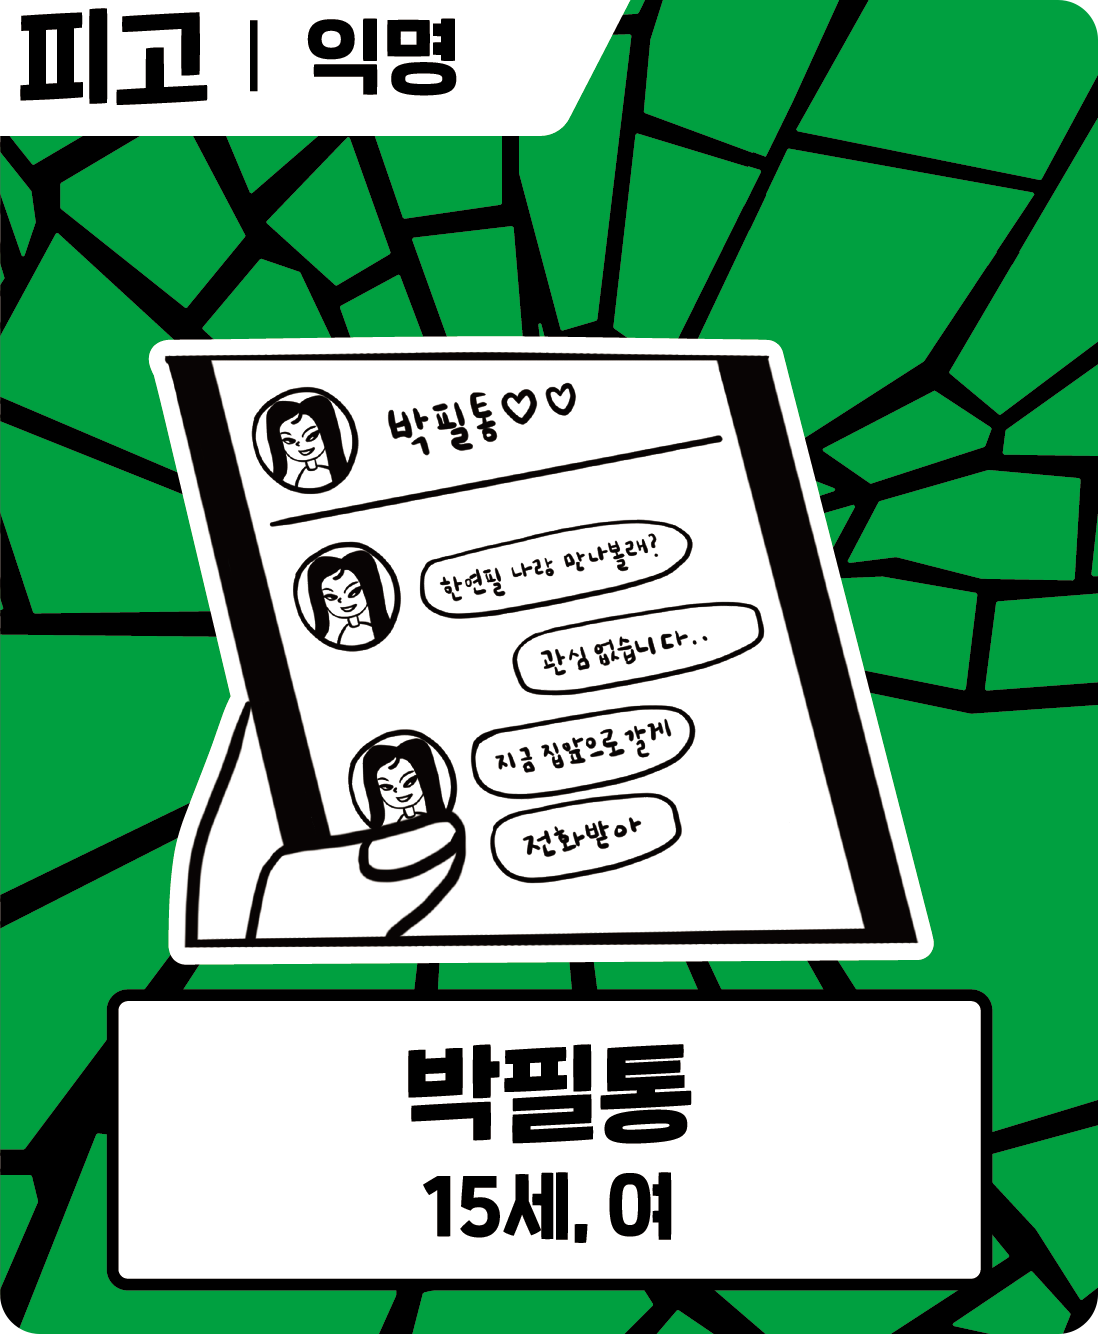 피고 | 익명
박필통♡♡
한연필 나랑 만나볼래?
관심 없습니다..
지금 집앞으로 갈게
전화받아
박필통
15세, 여